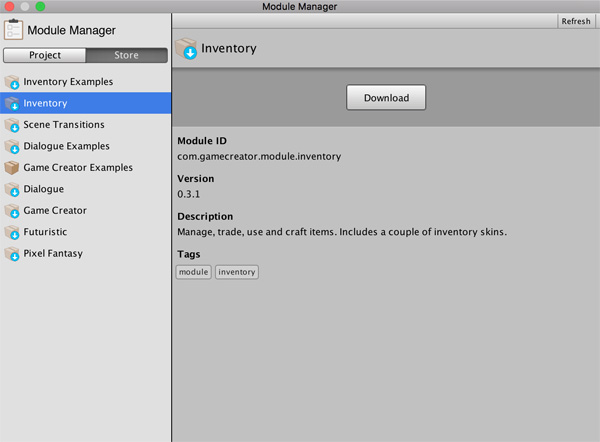 Module Manager
Module Manager
Refresh
Project
Store
Inventory Examples
Inventory
Scene Transitions
Dialogue Examples
Game Creator Examples
Dialogue
Game Creator
Futuristic
Pixel Fantasy
Inventory
Download
Module ID
com.gamecreator.module.inventory
Version
0.3.1
Description
Manage, trade, use and craft items. Includes a couple of inventory skins.
Tags
module inventory